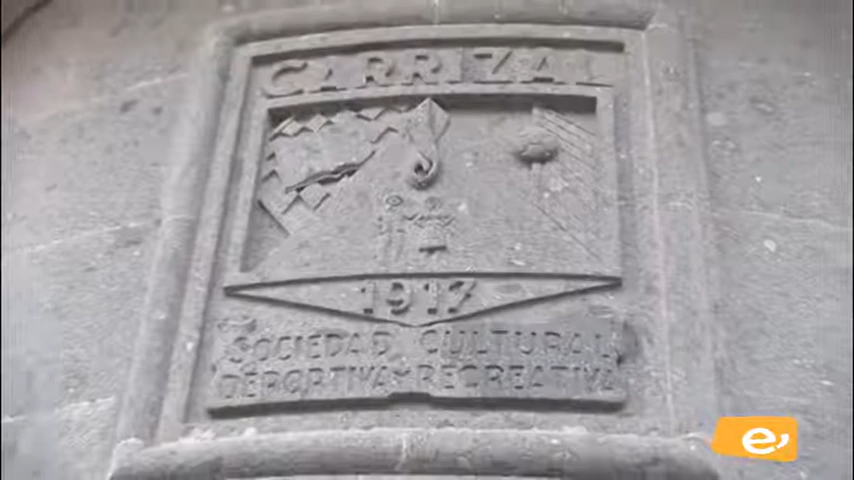 CARRIZAL
1917
SOCIEDAD CULTURAL
DEPORTIVA Y RECREATIVA
e